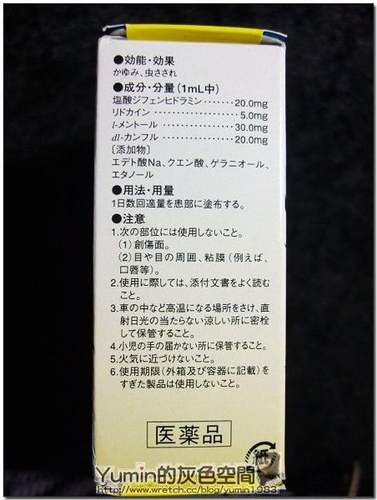 ●効能・効果
かゆみ、虫さされ
●成分・分量(1mL中)
塩酸ジフェンヒドラミン‥‥‥20.0mg
リドカイン‥‥‥‥‥‥‥‥5.0mg
l-メントール‥‥‥‥‥‥‥30.0mg
dl-カンフル‥‥‥‥‥‥‥20.0mg
[添加物]
エデト酸Na、クエン酸、ゲラニオール、
エタノール
●用法・用量
1日数回適量を患部に塗布する。
●注意
1.次の部位には使用しないこと。
(1)創傷面。
(2)目や目の周囲、粘膜(例えば、
口唇等)。
2.使用に際しては、添付文書をよく読む
こと。
3.車の中など高温になる場所をさけ、直
射日光の当たらない涼しい所に密栓
して保管すること。
4.小児の手の届かない所に保管すること。
5.火気に近づけないこと。
6.使用期限(外箱及び容器に記載)を
すぎた製品は使用しないこと。
医薬品
紙
Yumin的灰色空間
http://www.wretch.cc/blog/yumin1983